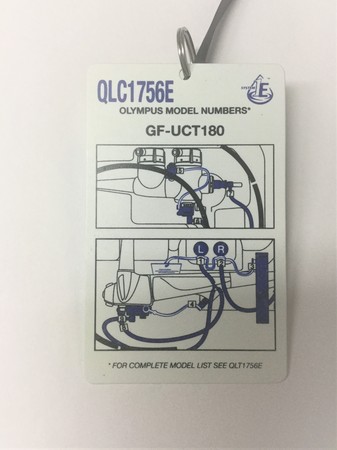 QLC1756E
E
OLYMPUS MODEL NUMBERS*
GF-UCT180
L R
* FOR COMPLETE MODEL LIST SEE QLT1756E